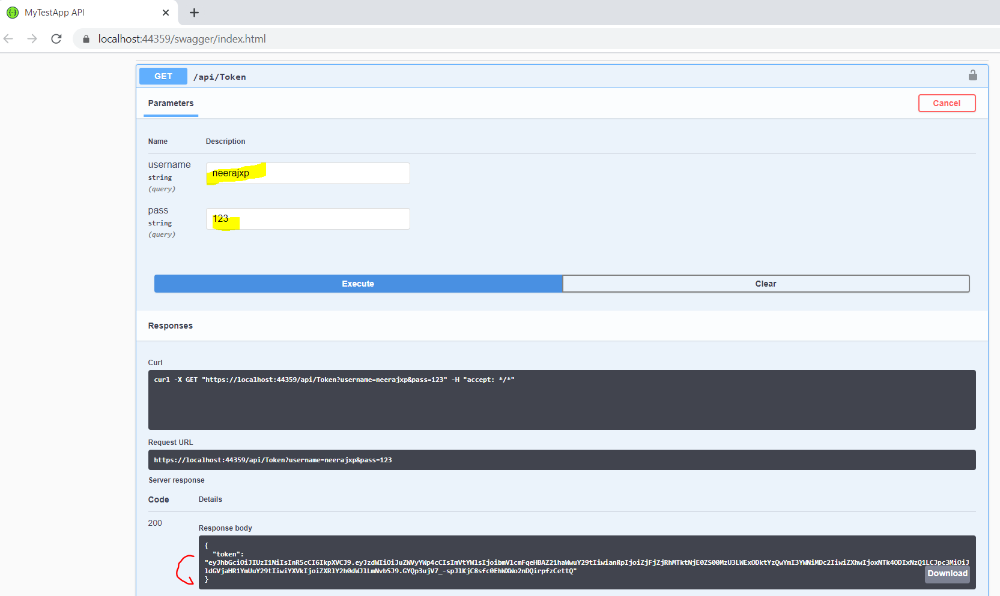 MyTestApp API
localhost:44359/swagger/index.html
GET /api/Token
Parameters
Cancel
Name Description
username
string
(query)
neerajxp
pass
string
(query)
123
Execute
Clear
Responses
Curl
curl -X GET "https://localhost:44359/api/Token?username=neerajxp&pass=123" -H "accept: */*"
Request URL
https://localhost:44359/api/Token?username=neerajxp&pass=123
Server response
Code Details
200
Response body
{
"token":
"eyJhbGciOiJIUzI1NiIsInR5cCI6IkpXVCJ9.eyJzdWIiOiJuZWVyYWp4cCIsImVtYWlsIjoibmVlcmFqeHBAZ21haWwuY29tIiwianRpIjoiZjFjZjRhMTktNjE0ZS00MzU3LWExODktYzQwYmI3YWNiMDc2IiwiZXhwIjoxNTk4ODIxNzQ1LCJpc3MiOiJ
ldGVjaHR1YmUuY29tIiwiYXVkIjoiZXRlY2h0dWJlLmNvbSJ9.GYQp3ujV7_-spJlKjC8sfc0EhWXWo2nDQirpfzCettQ"
}
Download